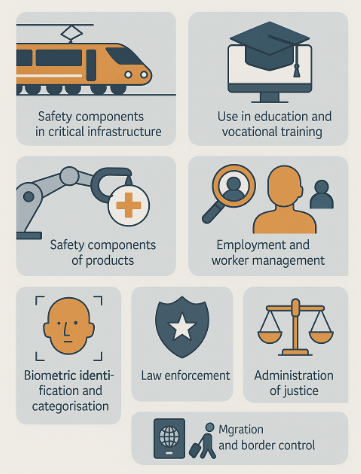 Safety components
in critical infrastructure
Use in education and
vocational training
Safety components
of products
Employment and
worker management
Biometric identi-
fication and
categorisation
Law enforcement
Administration
of justice
Mgration
and border control